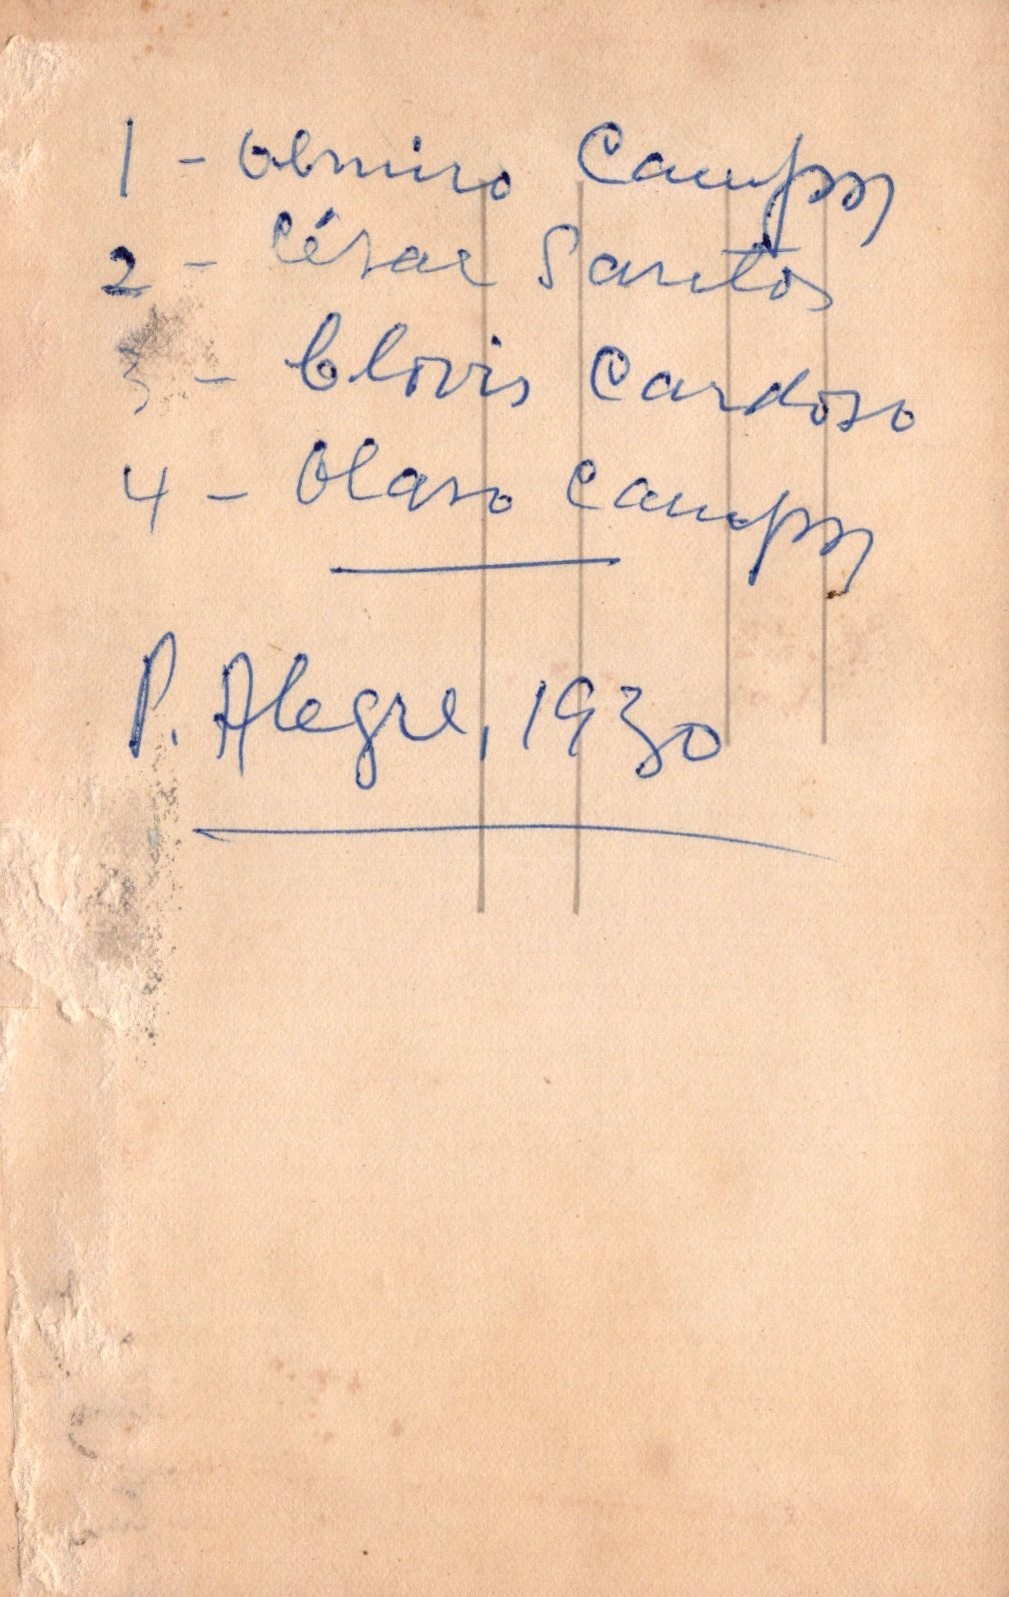 1 - Olmiro Campos
2 - César Santos
3 - Clovis Cardoso
4 - Olavo Campos
P. Alegre, 1930